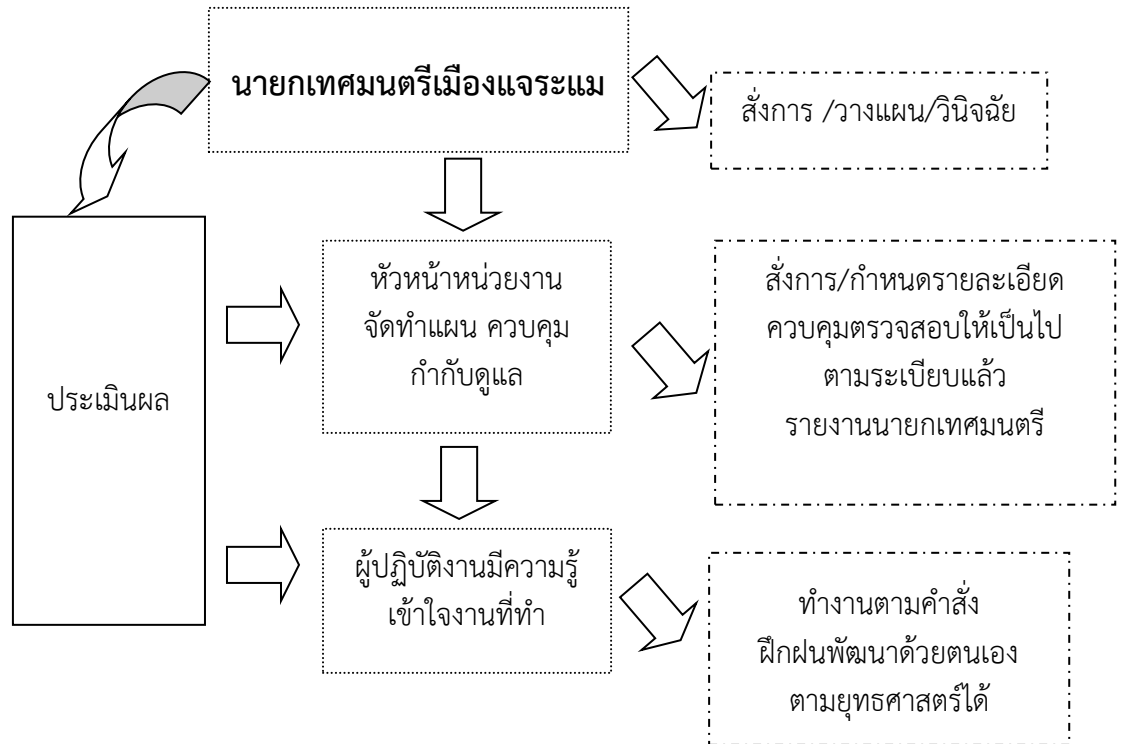 นายกเทศมนตรีเมืองแจระแม
สั่งการ /วางแผน/วินิจฉัย
หัวหน้าหน่วยงาน
จัดทำแผน ควบคุม
กำกับดูแล
สั่งการ/กำหนดรายละเอียด
ควบคุมตรวจสอบให้เป็นไป
ตามระเบียบแล้ว
รายงานนายกเทศมนตรี
ประเมินผล
ผู้ปฏิบัติงานมีความรู้
เข้าใจงานที่ทำ
ทำงานตามคำสั่ง
ฝึกฝนพัฒนาด้วยตนเอง
ตามยุทธศาสตร์ได้